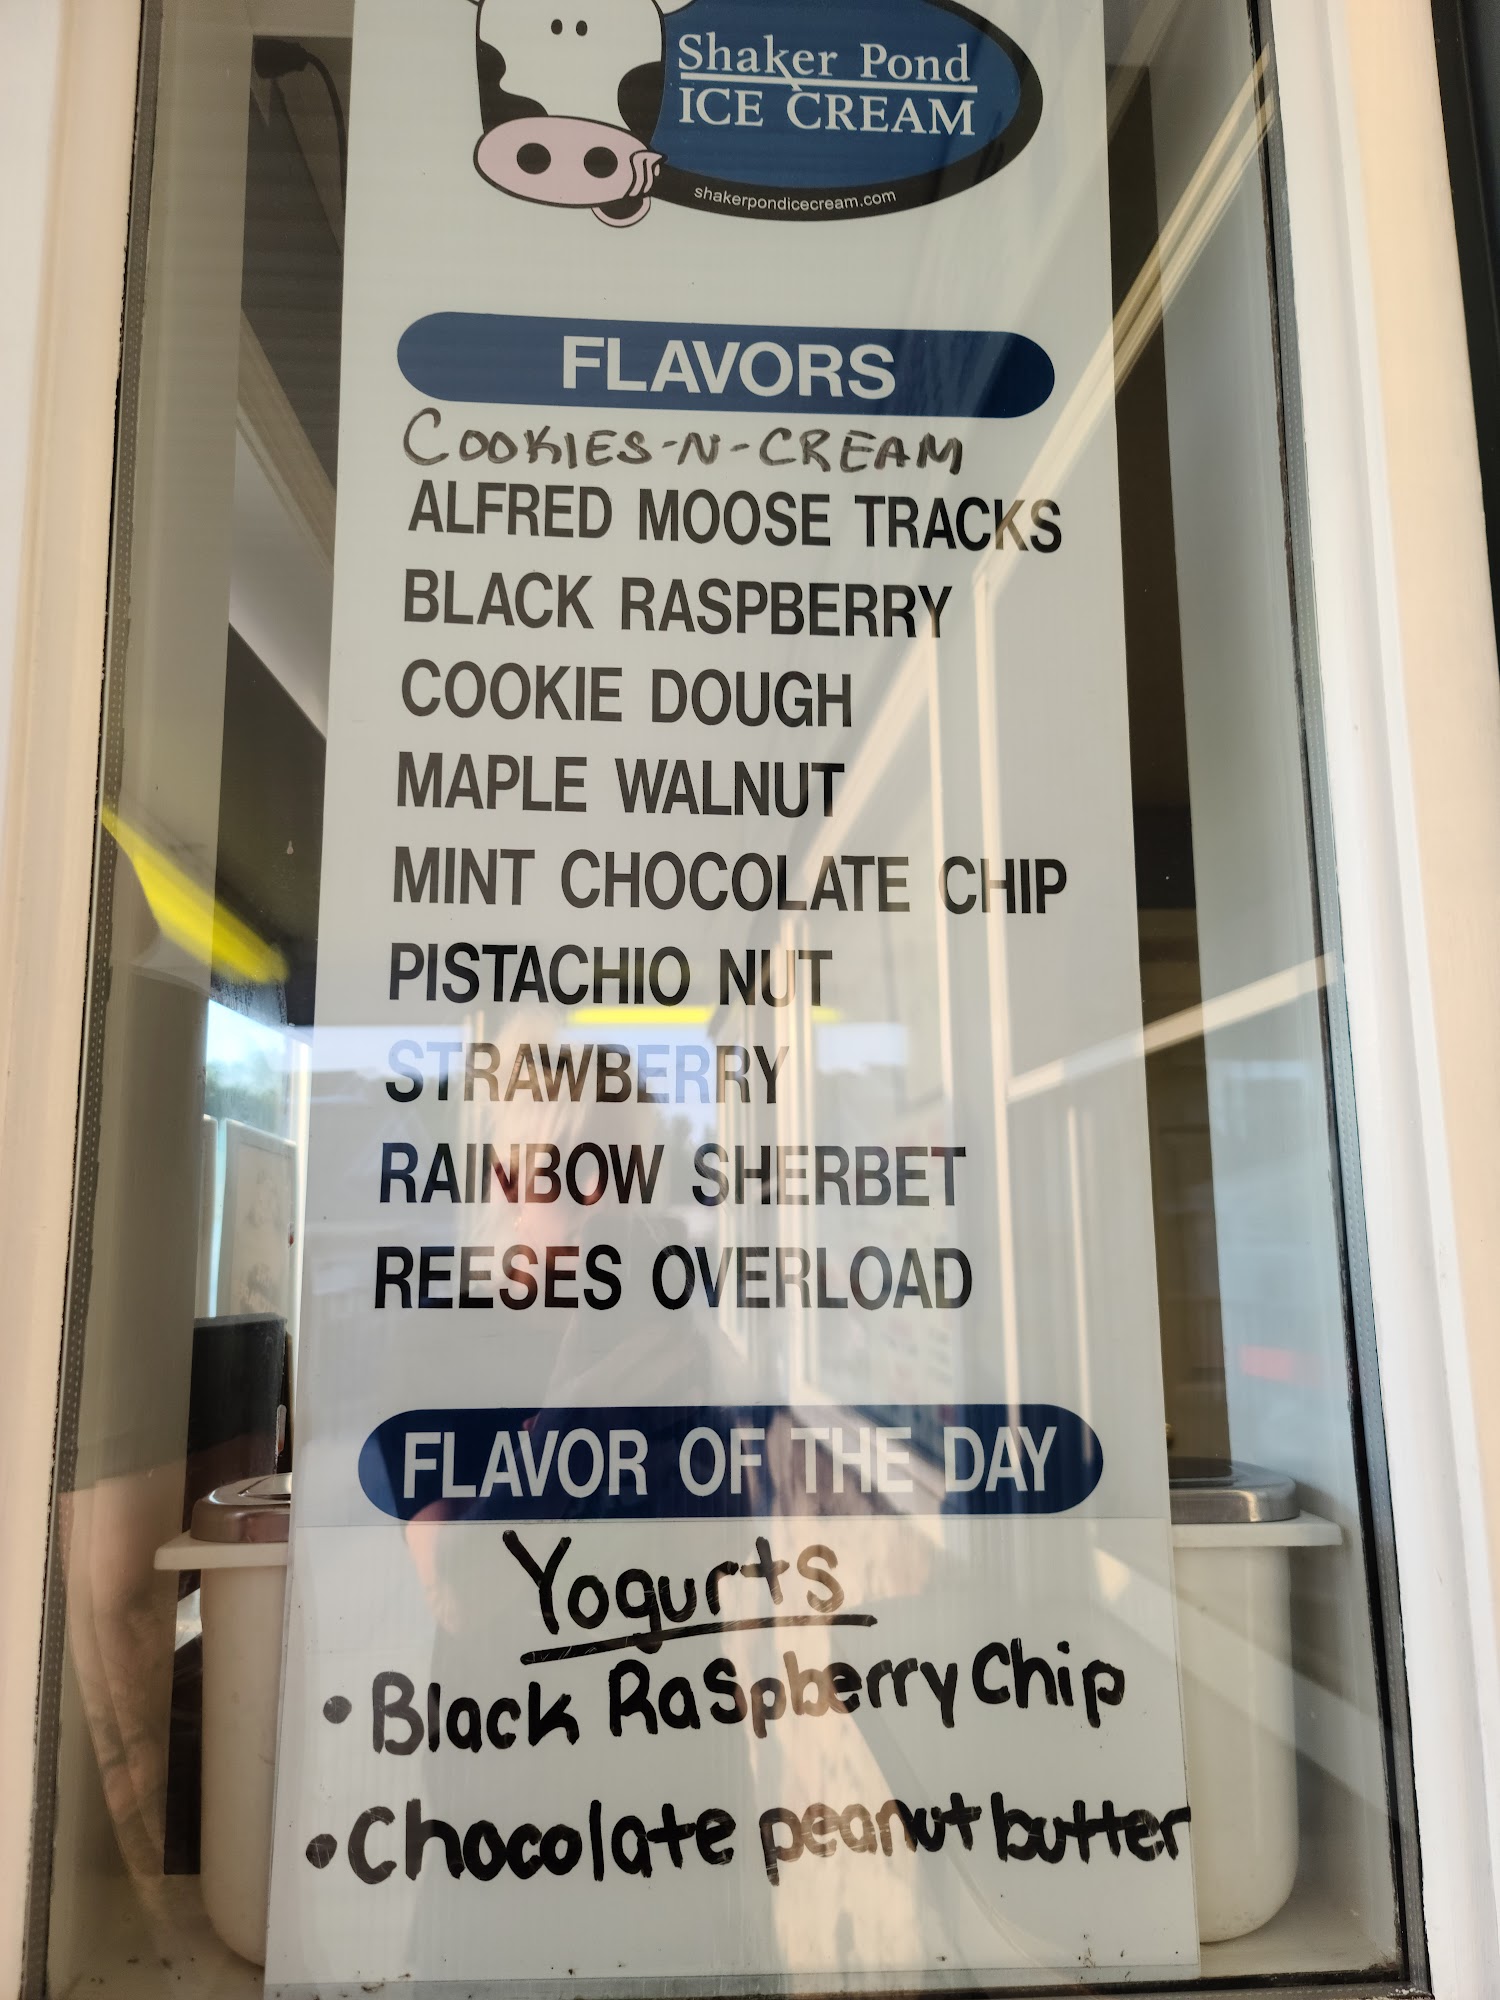 Shaker Pond
ICE CREAM
shakerpondicecream.com
FLAVORS
COOKIES-N-CREAM
ALFRED MOOSE TRACKS
BLACK RASPBERRY
COOKIE DOUGH
MAPLE WALNUT
MINT CHOCOLATE CHIP
PISTACHIO NUT
STRAWBERRY
RAINBOW SHERBET
REESES OVERLOAD
FLAVOR OF THE DAY
Yogurts
• Black Raspberry Chip
• Chocolate peanut butter